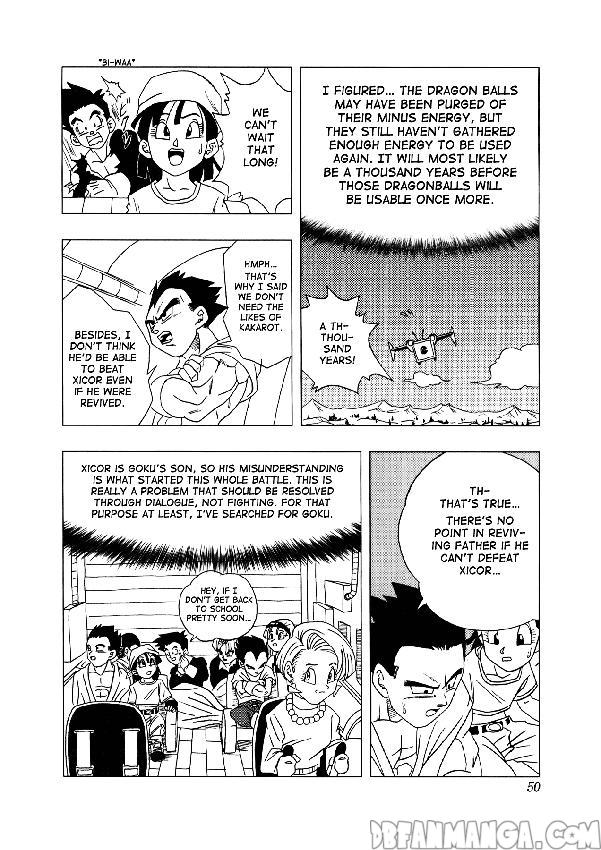 "BI-WAA"
I FIGURED... THE DRAGON BALLS
MAY HAVE BEEN PURGED OF
THEIR MINUS ENERGY, BUT
THEY STILL HAVEN'T GATHERED
ENOUGH ENERGY TO BE USED
AGAIN. IT WILL MOST LIKELY
BE A THOUSAND YEARS BEFORE
THOSE DRAGONBALLS WILL
BE USABLE ONCE MORE.
A TH-
THOU-
SAND
YEARS!
WE
CAN'T
WAIT
THAT
LONG!
HMPH...
THAT'S
WHY I SAID
WE DON'T
NEED THE
LIKES OF
KAKAROT.
BESIDES, I
DON'T THINK
HE'D BE ABLE
TO BEAT
XICOR EVEN
IF HE WERE
REVIVED.
TH-
THAT'S TRUE...
THERE'S NO
POINT IN REVIV-
ING FATHER IF HE
CAN'T DEFEAT
XICOR...
XICOR IS GOKU'S SON, SO HIS MISUNDERSTANDING
IS WHAT STARTED THIS WHOLE BATTLE. THIS IS
REALLY A PROBLEM THAT SHOULD BE RESOLVED
THROUGH DIALOGUE, NOT FIGHTING. FOR THAT
PURPOSE AT LEAST, I'VE SEARCHED FOR GOKU.
HEY, IF I
DON'T GET BACK
TO SCHOOL
PRETTY SOON...
50
DBFANMANGA.COM